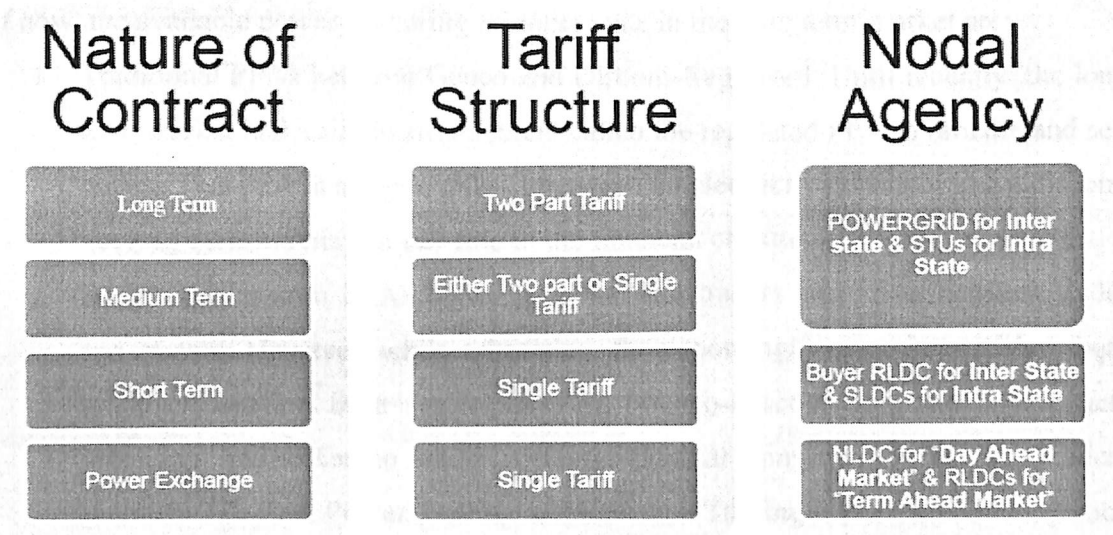 Nature of
Contract
Long Term
Medium Term
Short Term
Power Exchange
Tariff
Structure
Two Part Tariff
Either Two part or Single
Tariff
Single Tariff
Single Tariff
Nodal
Agency
POWERGRID for Inter
state & STUs for Intra
State
Buyer RLDC for Inter State
& SLDCs for Intra State
NLDC for "Day Ahead
Market" & RLDCs for
"Term Ahead Market"